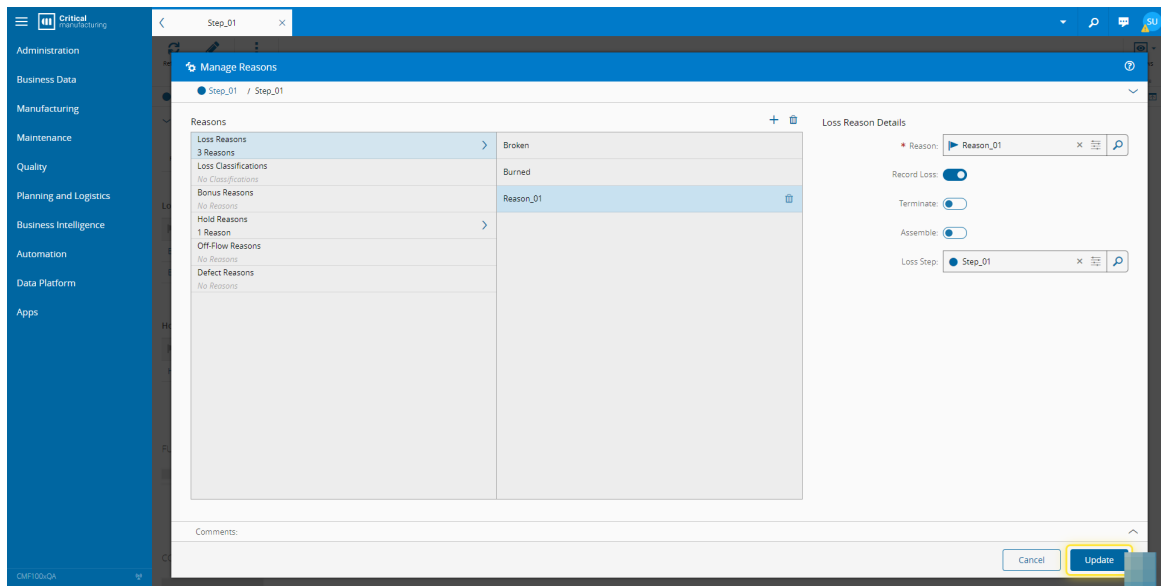 Critical
manufacturing
Step_01
SU
Administration
Business Data
Manufacturing
Maintenance
Quality
Planning and Logistics
Business Intelligence
Automation
Data Platform
Apps
CMF100xQA
Manage Reasons
Step_01 / Step_01
Reasons
Loss Reasons
3 Reasons
Loss Classifications
No Classifications
Bonus Reasons
No Reasons
Hold Reasons
1 Reason
Off-Flow Reasons
No Reasons
Defect Reasons
No Reasons
Broken
Burned
Reason_01
Loss Reason Details
* Reason: Reason_01
Record Loss:
Terminate:
Assemble:
Loss Step: Step_01
Comments:
Cancel
Update